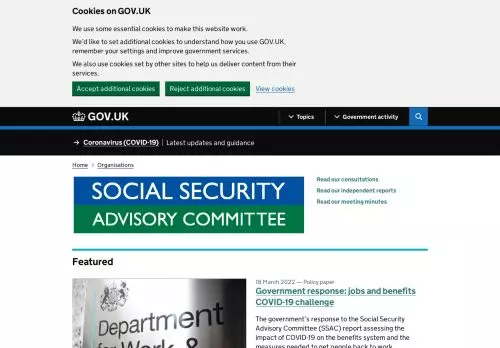 Cookies on GOV.UK
We use some essential cookies to make this website work.
We'd like to set additional cookies to understand how you use GOV.UK,
remember your settings and improve government services.
We also use cookies set by other sites to help us deliver content from their
services.
Accept additional cookies
Reject additional cookies
View cookies
GOV.UK
Topics
Government activity
→ Coronavirus (COVID-19) | Latest updates and guidance
Home > Organisations
SOCIAL SECURITY
ADVISORY COMMITTEE
Read our consultations
Read our independent reports
Read our meeting minutes
Featured
Department
for Work &
18 March 2022 — Policy paper
Government response: jobs and benefits
COVID-19 challenge
The government's response to the Social Security
Advisory Committee (SSAC) report assessing the
impact of COVID-19 on the benefits system and the
measures needed to get people back to work